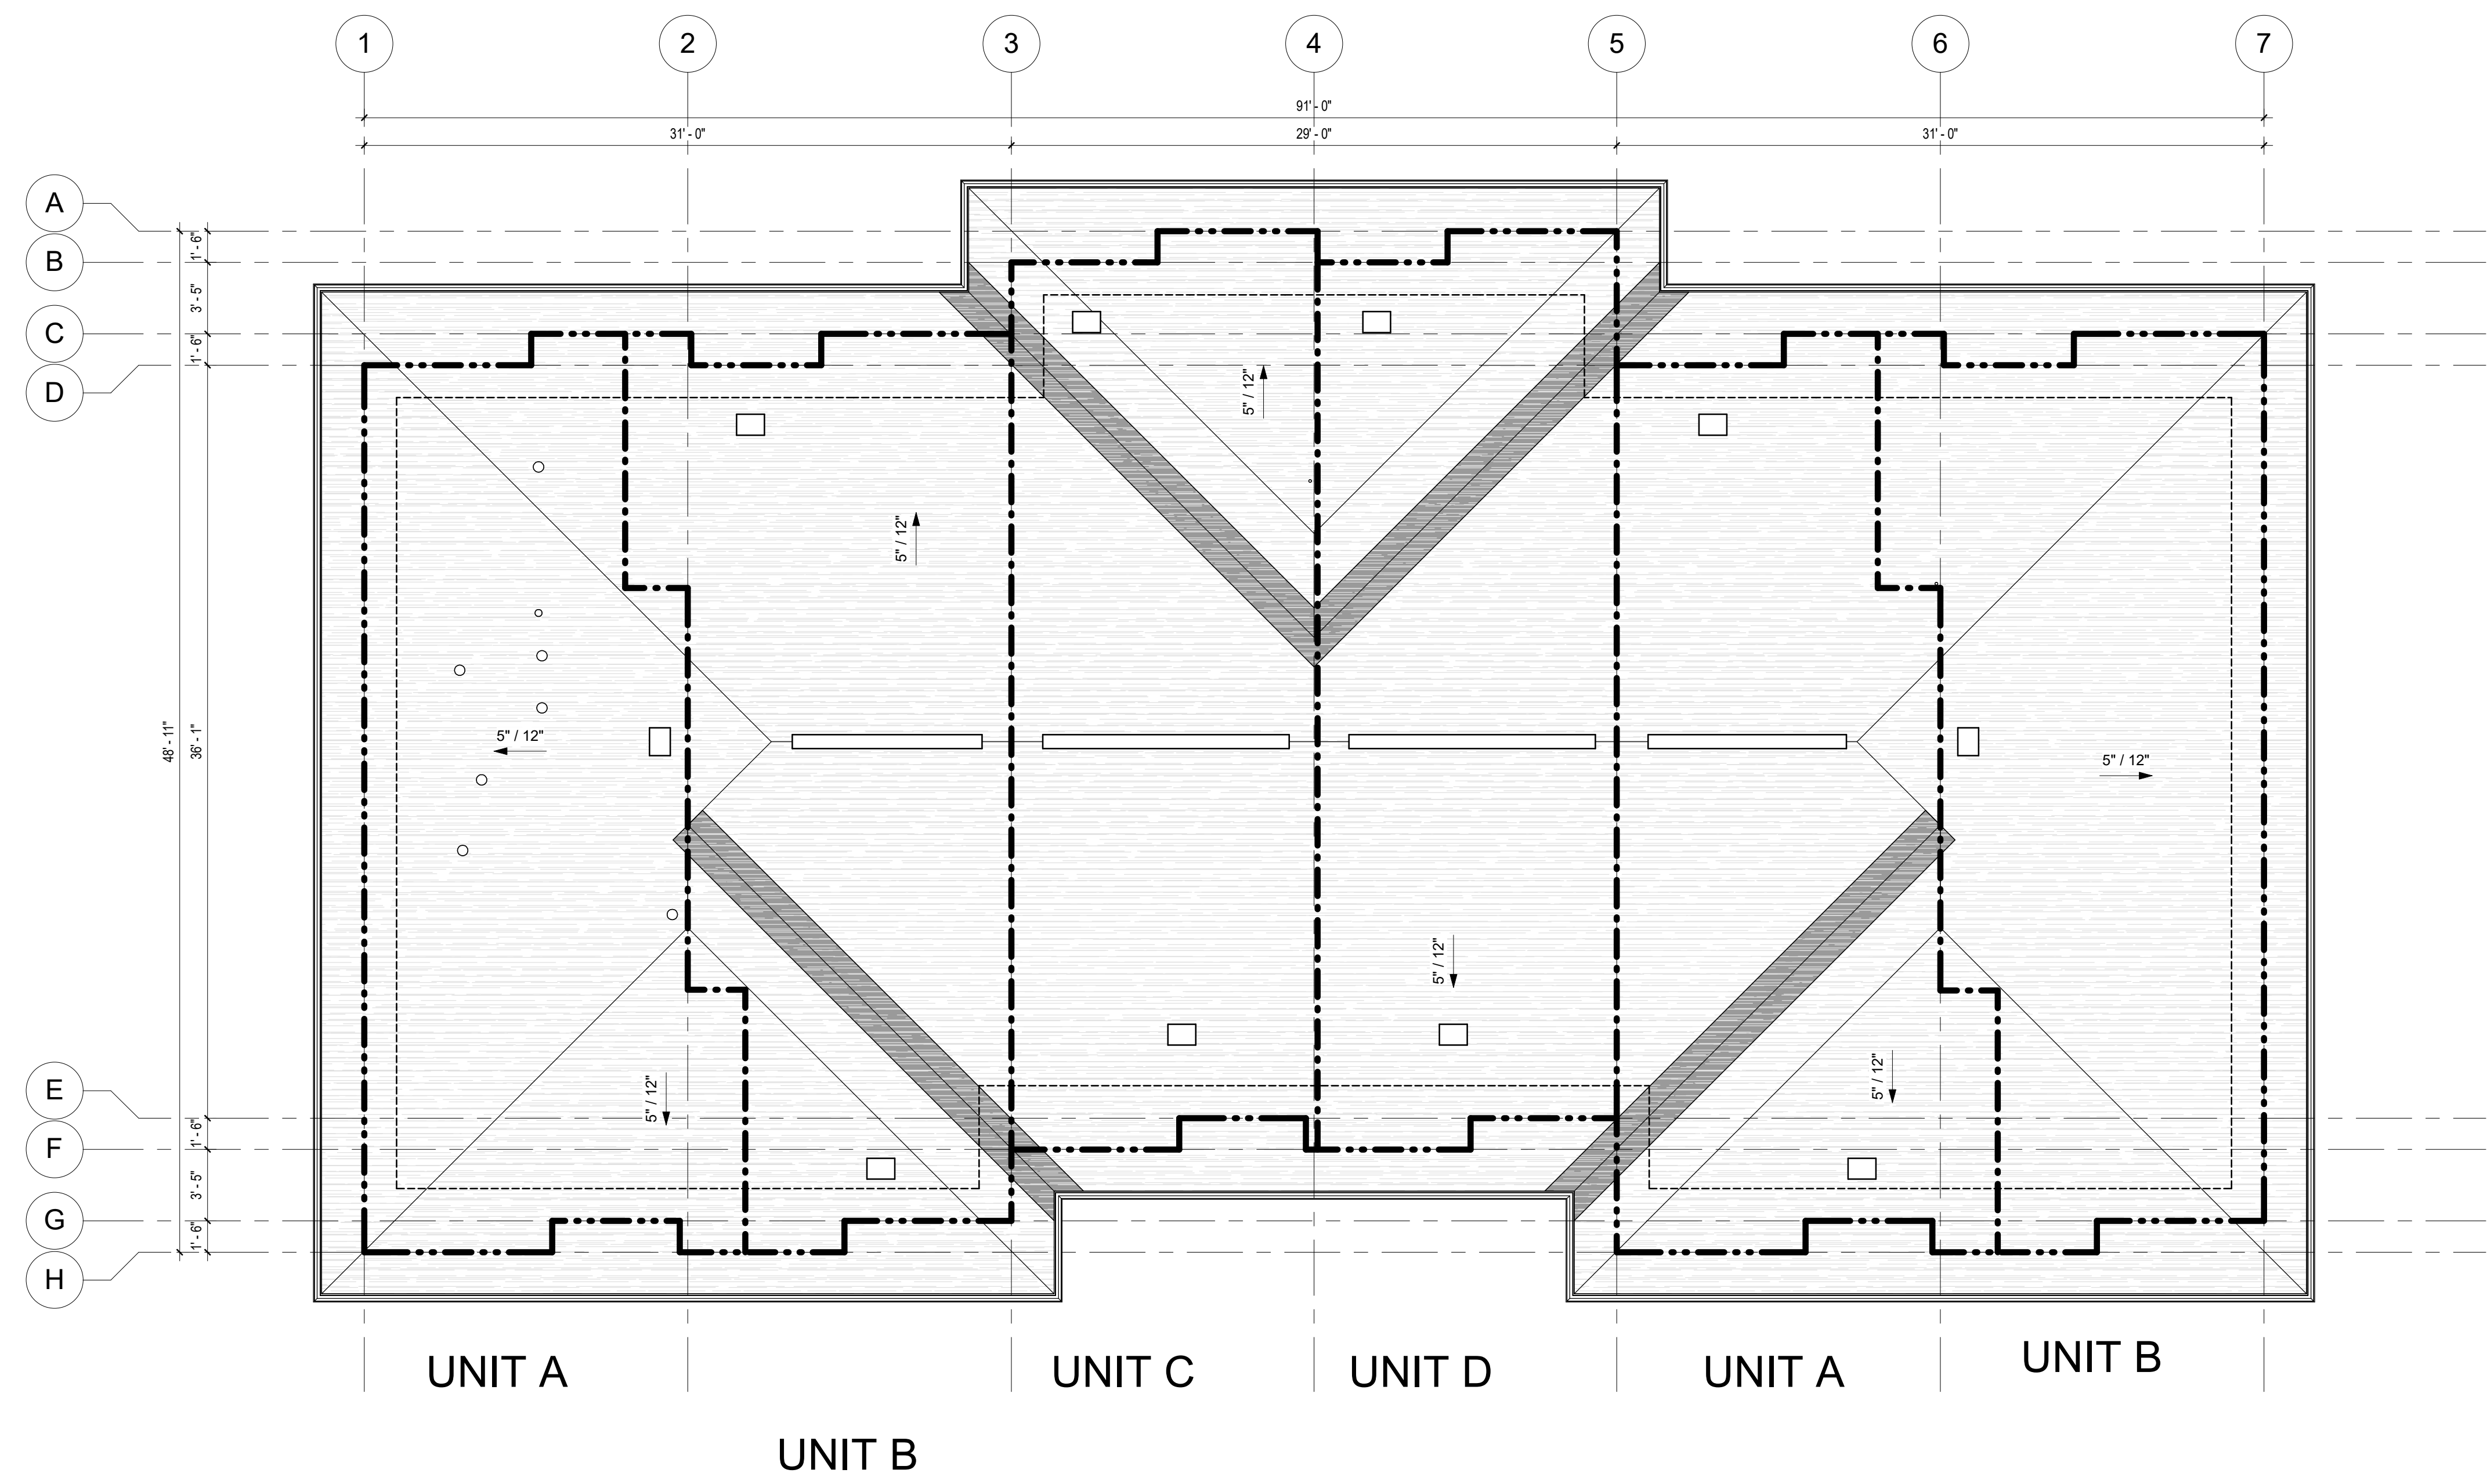 1 2 3 4 5 6 7
91' - 0"
31' - 0" 29' - 0" 31' - 0"
A
1' - 6"
B
3' - 5"
C
1' - 6"
D
5" / 12"
5" / 12"
48' - 11" 36' - 1"
5" / 12"
5" / 12"
5" / 12"
5" / 12"
5" / 12"
E
1' - 6"
F
3' - 5"
G
1' - 6"
H
UNIT A UNIT C UNIT D UNIT A UNIT B
UNIT B